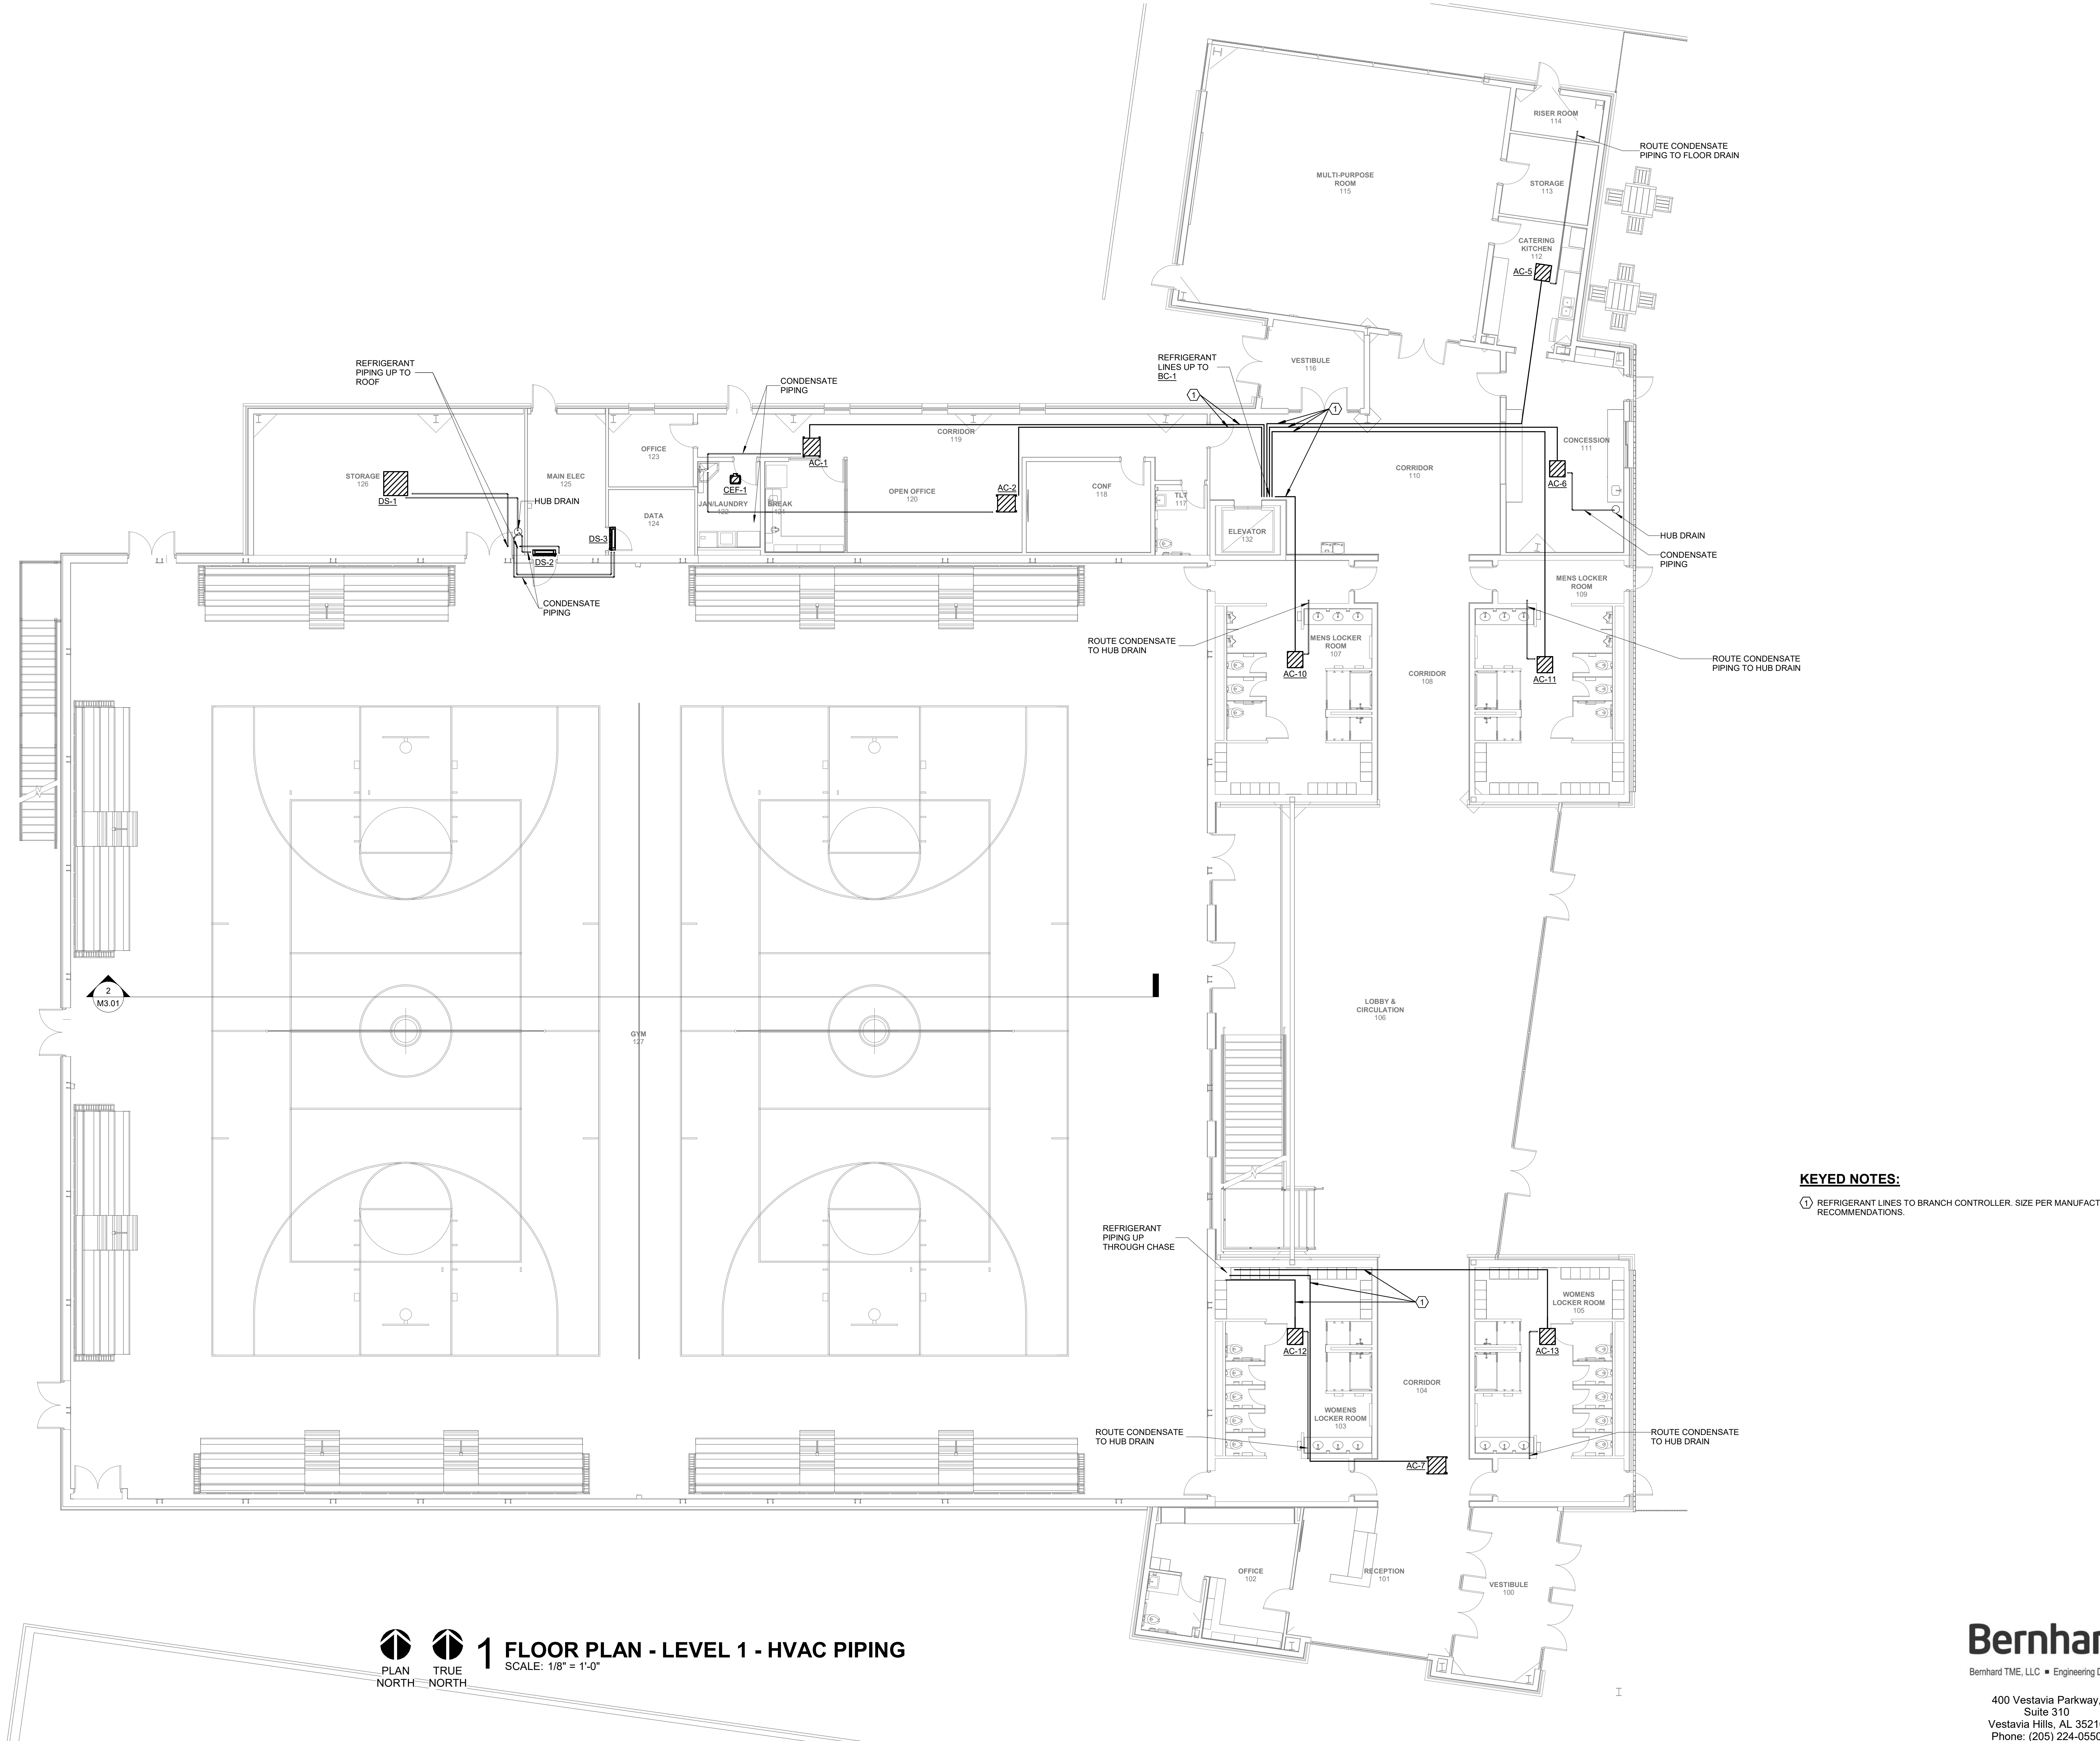 RISER ROOM
114
ROUTE CONDENSATE
PIPING TO FLOOR DRAIN
MULTI-PURPOSE
ROOM
115
STORAGE
113
CATERING
KITCHEN
112
AC-5
REFRIGERANT
PIPING UP TO
ROOF
CONDENSATE
PIPING
REFRIGERANT
LINES UP TO
BC-1
VESTIBULE
116
1
1
CORRIDOR
119
CONCESSION
111
OFFICE
123
AC-1
STORAGE
126
MAIN ELEC
125
CORRIDOR
110
AC-6
DS-1
CEF-1
OPEN OFFICE
120
AC-2
CONF
118
HUB DRAIN
JAN/LAUNDRY
122
BREAK
121
TLT
117
DATA
124
ELEVATOR
132
DS-3
DS-2
HUB DRAIN
CONDENSATE
PIPING
CONDENSATE
PIPING
MENS LOCKER
ROOM
109
ROUTE CONDENSATE
TO HUB DRAIN
MENS LOCKER
ROOM
107
AC-10
CORRIDOR
108
AC-11
ROUTE CONDENSATE
PIPING TO HUB DRAIN
2
M3.01
LOBBY &
CIRCULATION
106
GYM
127
KEYED NOTES:
1 REFRIGERANT LINES TO BRANCH CONTROLLER. SIZE PER MANUFACT
RECOMMENDATIONS.
REFRIGERANT
PIPING UP
THROUGH CHASE
1
WOMENS
LOCKER ROOM
105
AC-12
AC-13
CORRIDOR
104
WOMENS
LOCKER ROOM
103
ROUTE CONDENSATE
TO HUB DRAIN
ROUTE CONDENSATE
TO HUB DRAIN
AC-7
OFFICE
102
RECEPTION
101
VESTIBULE
100
PLAN
NORTH
TRUE
NORTH
1 FLOOR PLAN - LEVEL 1 - HVAC PIPING
SCALE: 1/8" = 1'-0"
Bernhar
Bernhard TME, LLC ■ Engineering D
400 Vestavia Parkway,
Suite 310
Vestavia Hills, AL 3521
Phone: (205) 224-0550